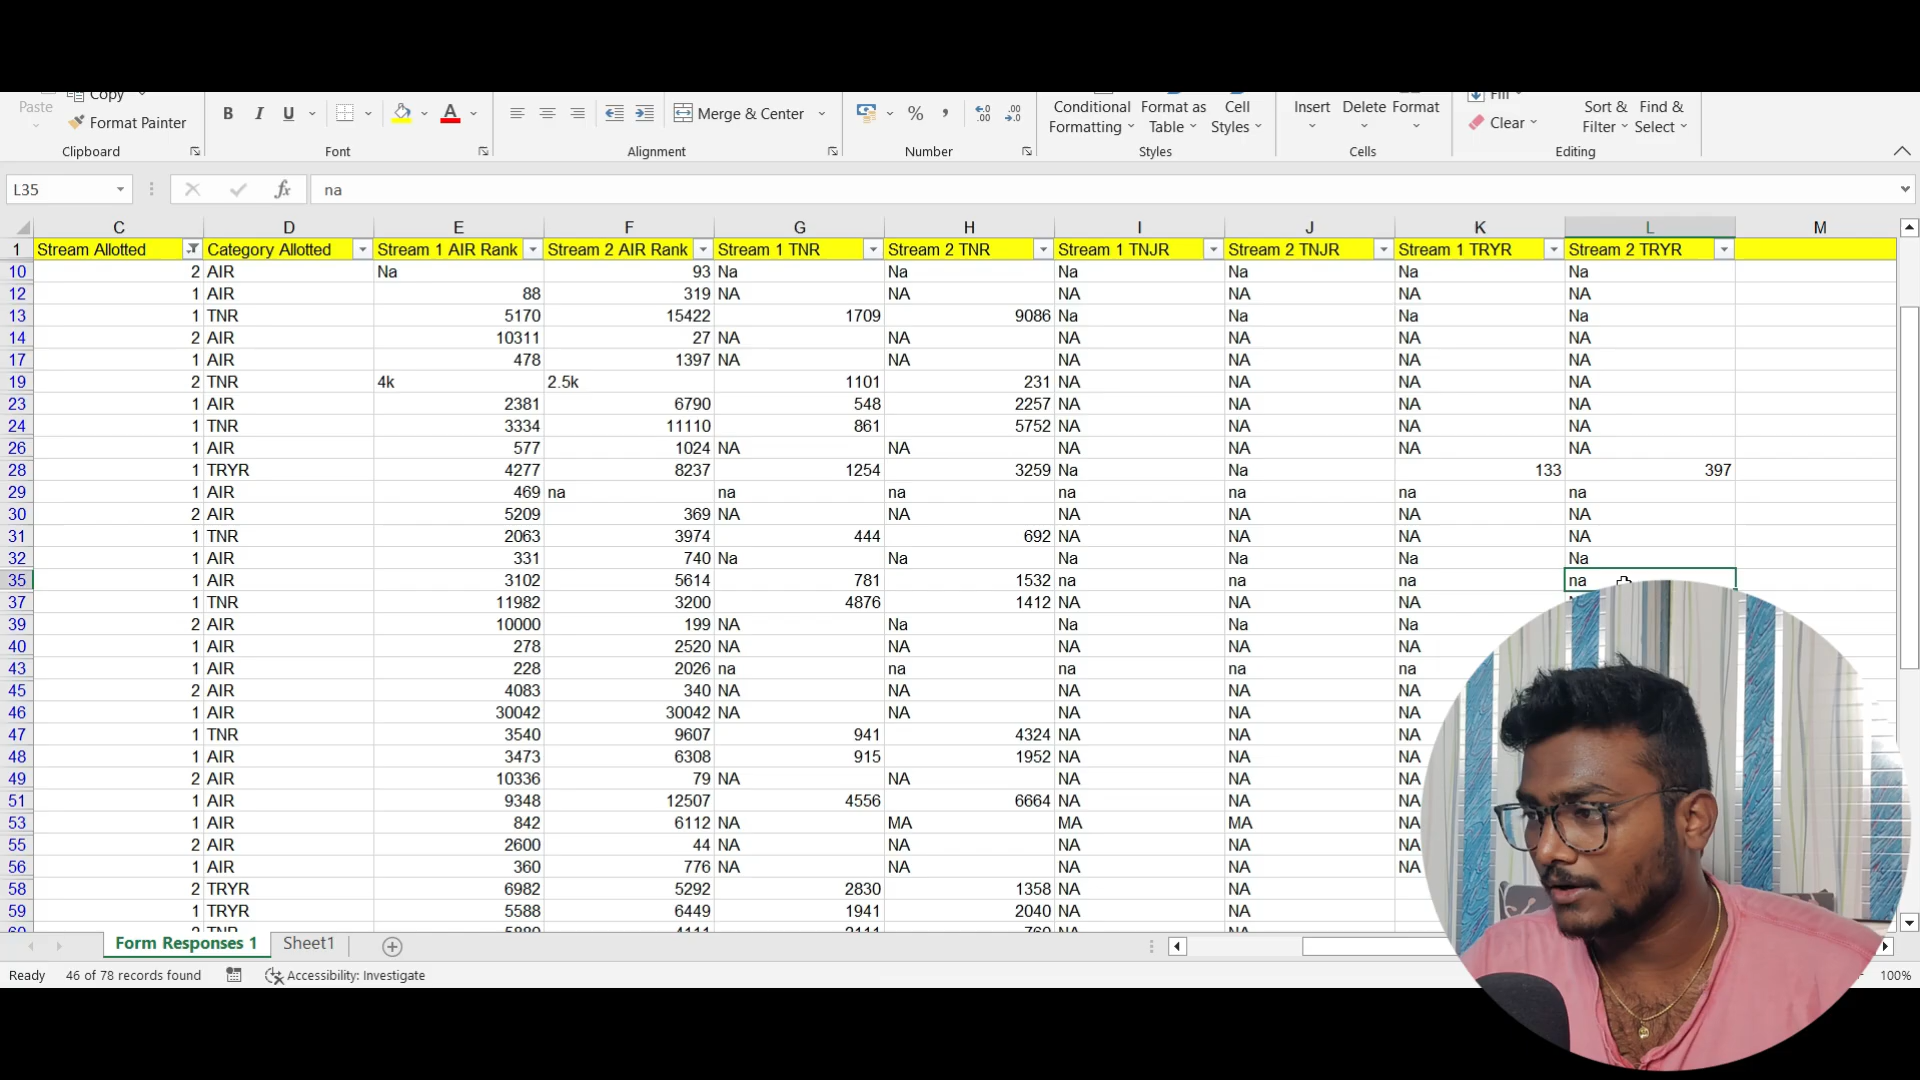 Copy
Paste
Format Painter
B I U A
Merge & Center
% ,
Conditional Formatting
Format as Table
Cell Styles
Insert Delete Format
Fill
Clear
Sort & Filter
Find & Select
Clipboard Font Alignment Number Styles Cells Editing
L35 fx na
C D E F G H I J K L M
1 Stream Allotted Category Allotted Stream 1 AIR Rank Stream 2 AIR Rank Stream 1 TNR Stream 2 TNR Stream 1 TNJR Stream 2 TNJR Stream 1 TRYR Stream 2 TRYR
10 2 AIR Na 93 Na Na Na Na Na Na
12 1 AIR 88 319 NA NA NA NA NA NA
13 1 TNR 5170 15422 1709 9086 Na Na Na Na
14 2 AIR 10311 27 NA NA NA NA NA NA
17 1 AIR 478 1397 NA NA NA NA NA NA
19 2 TNR 4k 2.5k 1101 231 NA NA NA NA
23 1 AIR 2381 6790 548 2257 NA NA NA NA
24 1 TNR 3334 11110 861 5752 NA NA NA NA
26 1 AIR 577 1024 NA NA NA NA NA NA
28 1 TRYR 4277 8237 1254 3259 Na Na 133 397
29 1 AIR 469 na na na na na na na
30 2 AIR 5209 369 NA NA NA NA NA NA
31 1 TNR 2063 3974 444 692 NA NA NA NA
32 1 AIR 331 740 Na Na Na Na Na Na
35 1 AIR 3102 5614 781 1532 na na na na
37 1 TNR 11982 3200 4876 1412 NA NA NA
39 2 AIR 10000 199 NA Na Na Na Na
40 1 AIR 278 2520 NA NA NA NA NA
43 1 AIR 228 2026 na na na na na
45 2 AIR 4083 340 NA NA NA NA NA
46 1 AIR 30042 30042 NA NA NA NA NA
47 1 TNR 3540 9607 941 4324 NA NA NA
48 1 AIR 3473 6308 915 1952 NA NA NA
49 2 AIR 10336 79 NA NA NA NA NA
51 1 AIR 9348 12507 4556 6664 NA NA NA
53 1 AIR 842 6112 NA MA MA MA NA
55 2 AIR 2600 44 NA NA NA NA NA
56 1 AIR 360 776 NA NA NA NA NA
58 2 TRYR 6982 5292 2830 1358 NA NA
59 1 TRYR 5588 6449 1941 2040 NA NA
Form Responses 1 Sheet1
Ready 46 of 78 records found Accessibility: Investigate 100%